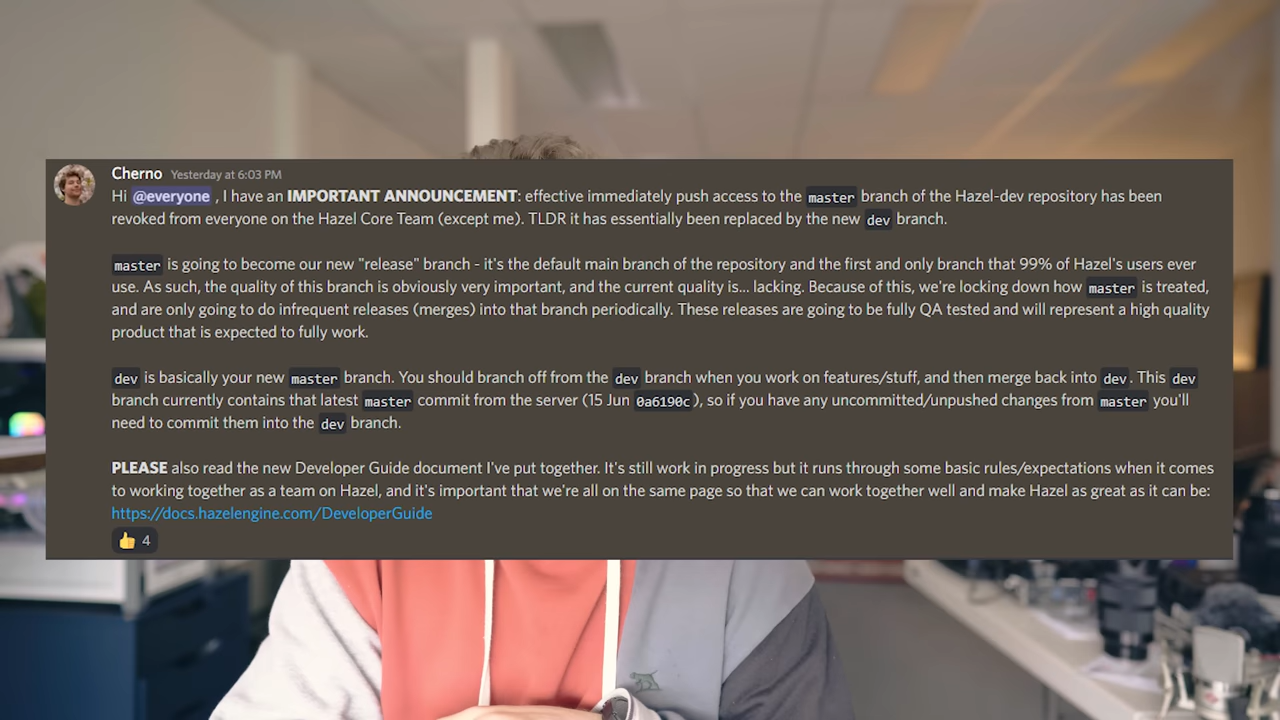 Cherno Yesterday at 6:03 PM
Hi @everyone , I have an IMPORTANT ANNOUNCEMENT: effective immediately push access to the master branch of the Hazel-dev repository has been
revoked from everyone on the Hazel Core Team (except me). TLDR it has essentially been replaced by the new dev branch.
master is going to become our new "release" branch - it's the default main branch of the repository and the first and only branch that 99% of Hazel's users ever
use. As such, the quality of this branch is obviously very important, and the current quality is... lacking. Because of this, we're locking down how master is treated,
and are only going to do infrequent releases (merges) into that branch periodically. These releases are going to be fully QA tested and will represent a high quality
product that is expected to fully work.
dev is basically your new master branch. You should branch off from the dev branch when you work on features/stuff, and then merge back into dev. This dev
branch currently contains that latest master commit from the server (15 Jun 0a6190c), so if you have any uncommitted/unpushed changes from master you'll
need to commit them into the dev branch.
PLEASE also read the new Developer Guide document I've put together. It's still work in progress but it runs through some basic rules/expectations when it comes
to working together as a team on Hazel, and it's important that we're all on the same page so that we can work together well and make Hazel as great as it can be:
https://docs.hazelengine.com/DeveloperGuide
👍 4